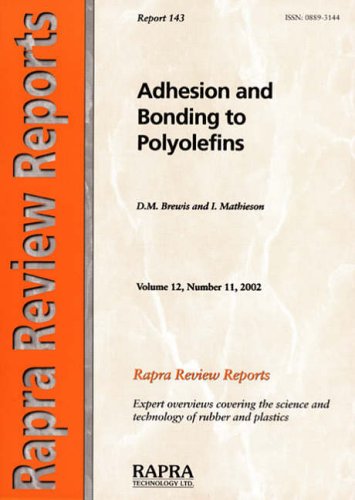 Rapra Review Reports
Report 143
ISSN: 0889-3144
Adhesion and
Bonding to
Polyolefins
D.M. Brewis and I. Mathieson
Volume 12, Number 11, 2002
Rapra Review Reports
Expert overviews covering the science and
technology of rubber and plastics
RAPRA
TECHNOLOGY LTD.